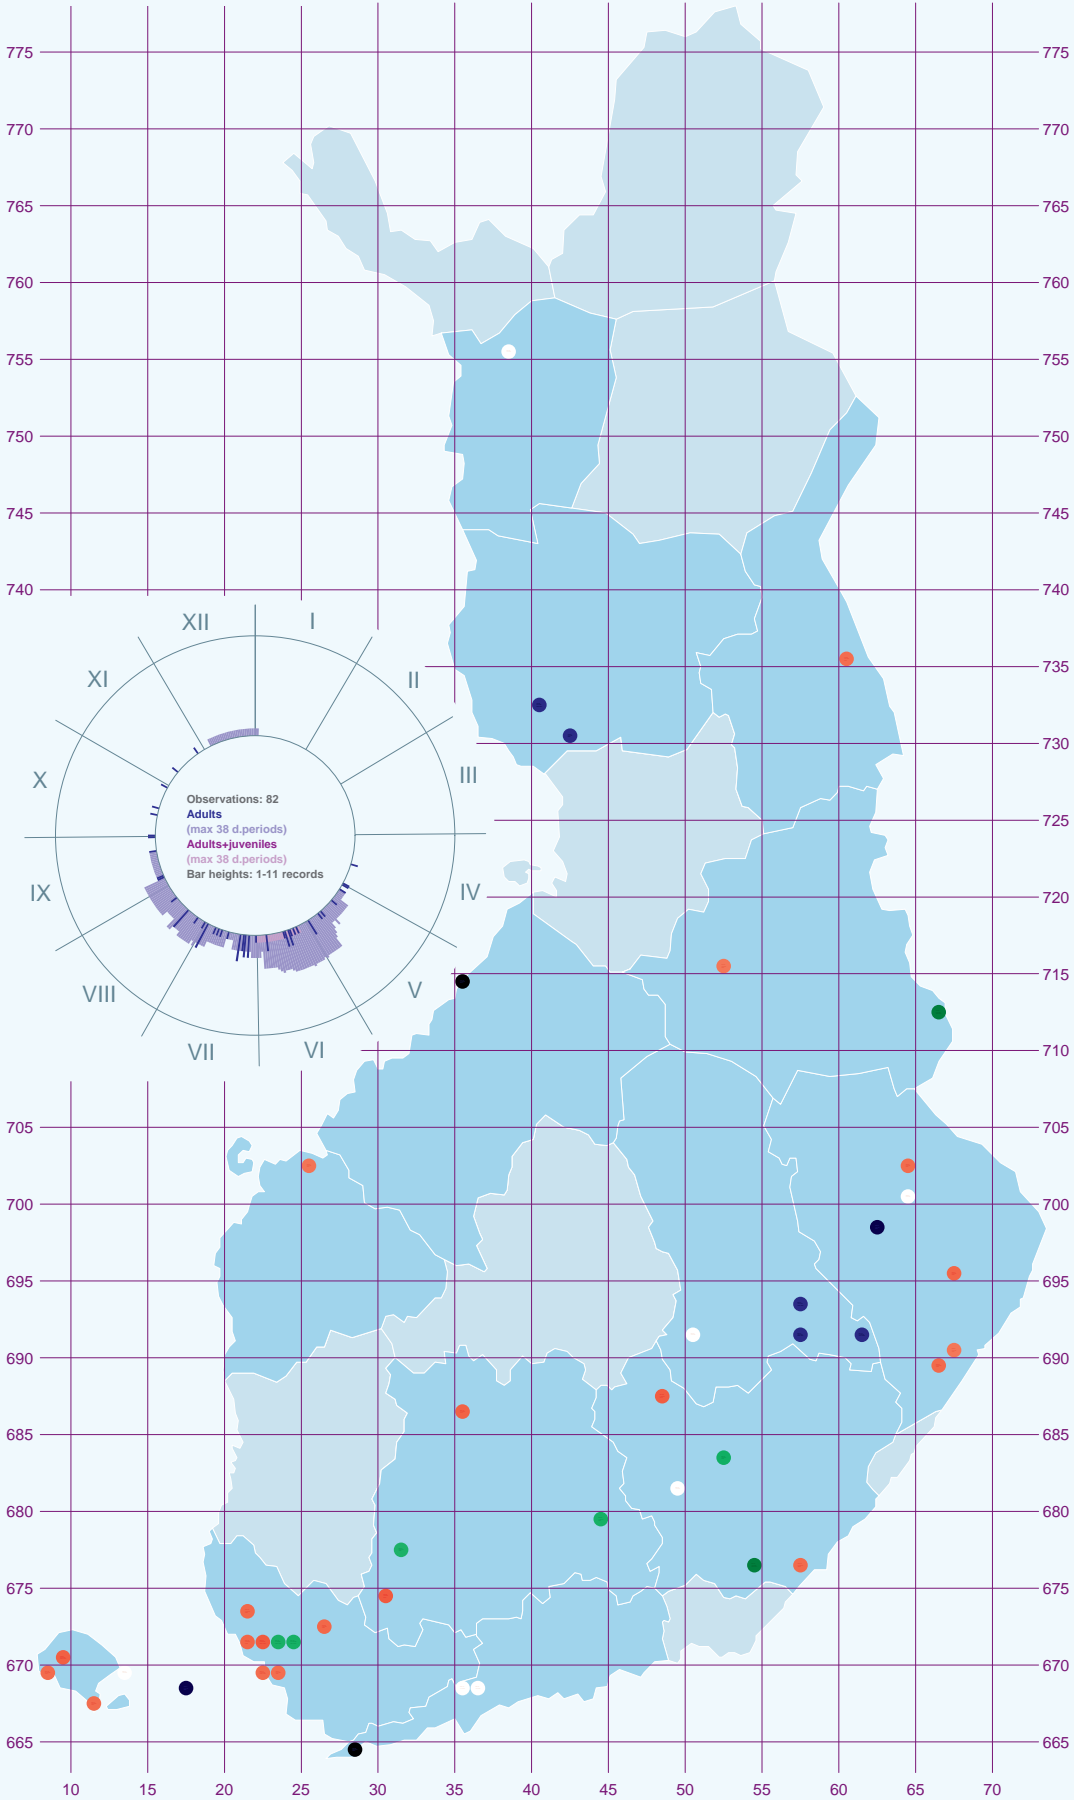 775 775
770 770
765 765
760 760
755 755
750 750
745 745
740 740
735 735
730 730
725 725
720 720
715 715
710 710
705 705
700 700
695 695
690 690
685 685
680 680
675 675
670 670
665 665
10 15 20 25 30 35 40 45 50 55 60 65 70
XII I
XI II
X III
IX IV
VIII V
VII VI
Observations: 82
Adults
(max 38 d.periods)
Adults+juveniles
(max 38 d.periods)
Bar heights: 1-11 records